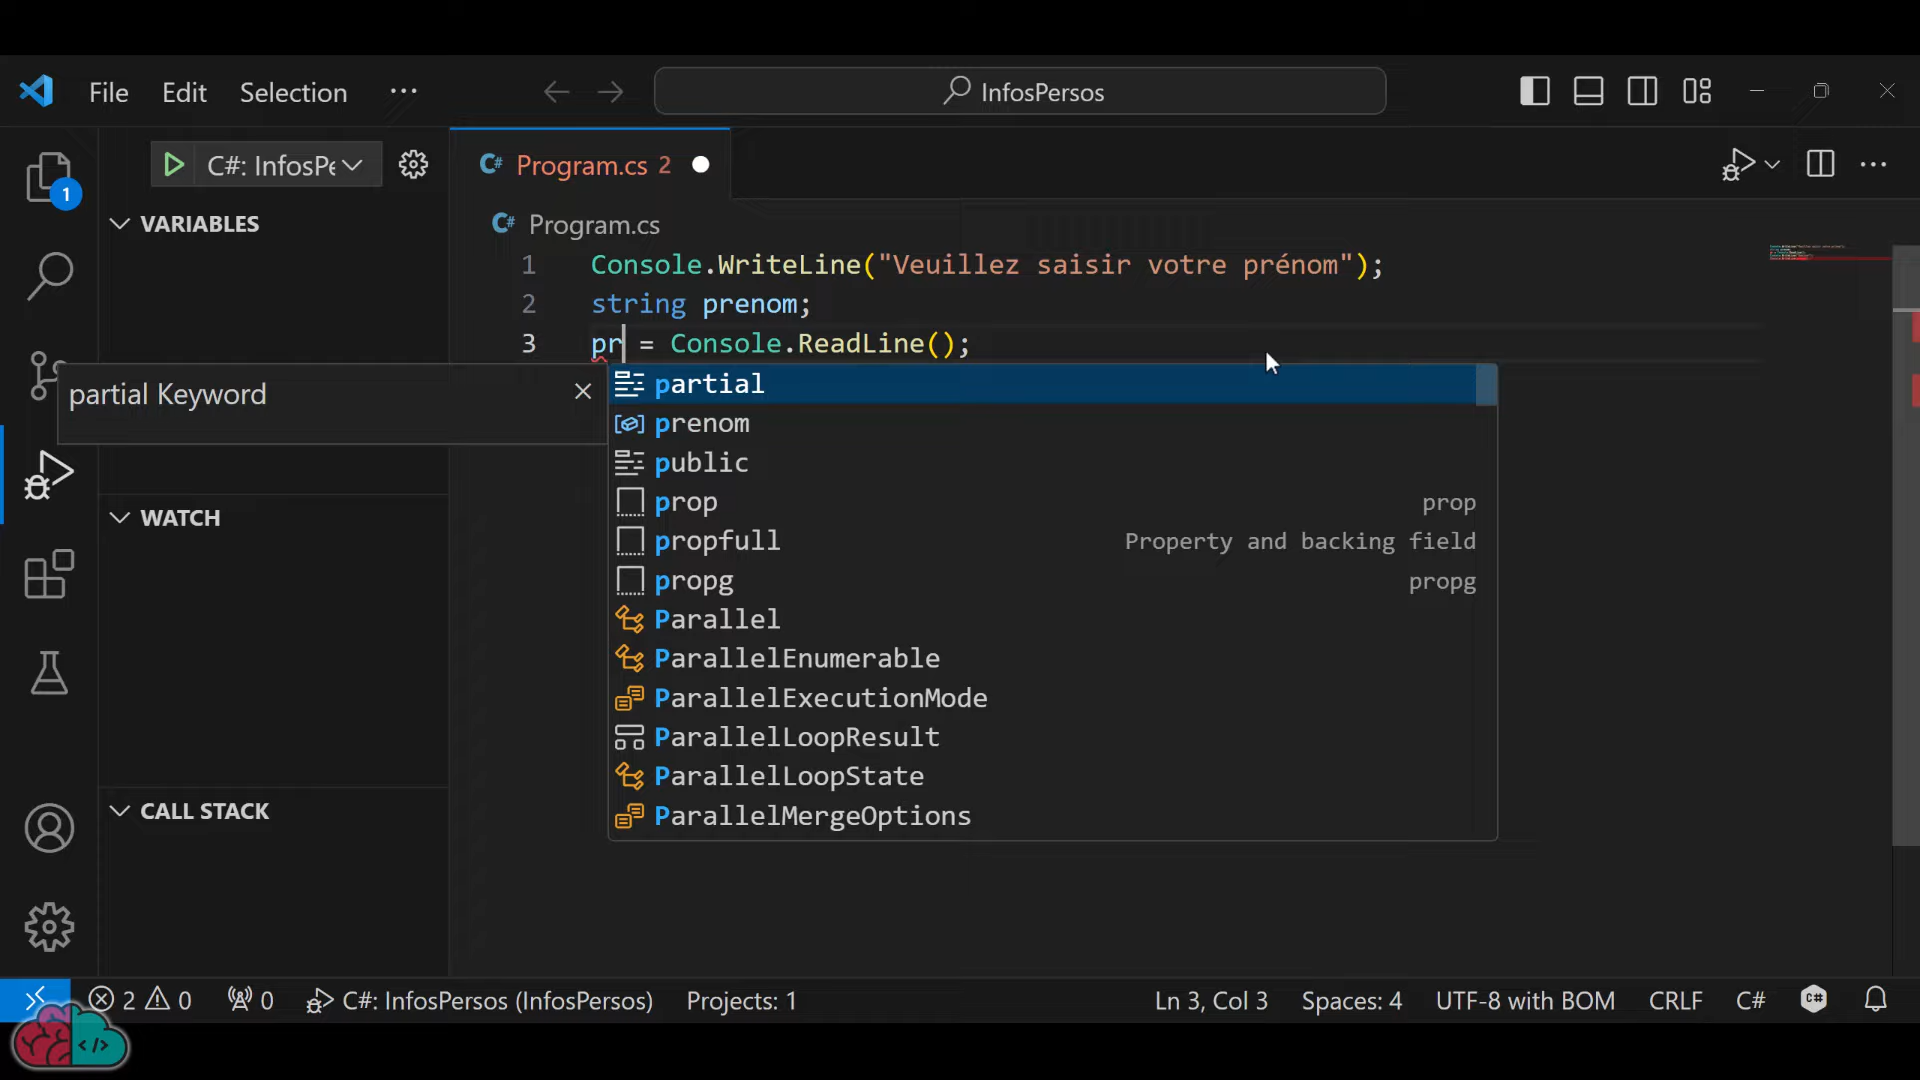 File Edit Selection ··· InfosPersos
C#: InfosPe
Program.cs 2
1
VARIABLES
Program.cs
1 Console.WriteLine("Veuillez saisir votre prénom");
2 string prenom;
3 pr = Console.ReadLine();
partial Keyword
partial
prenom
public
prop prop
propfull Property and backing field
propg propg
Parallel
ParallelEnumerable
ParallelExecutionMode
ParallelLoopResult
ParallelLoopState
ParallelMergeOptions
WATCH
CALL STACK
2 0 0 C#: InfosPersos (InfosPersos) Projects: 1 Ln 3, Col 3 Spaces: 4 UTF-8 with BOM CRLF C#